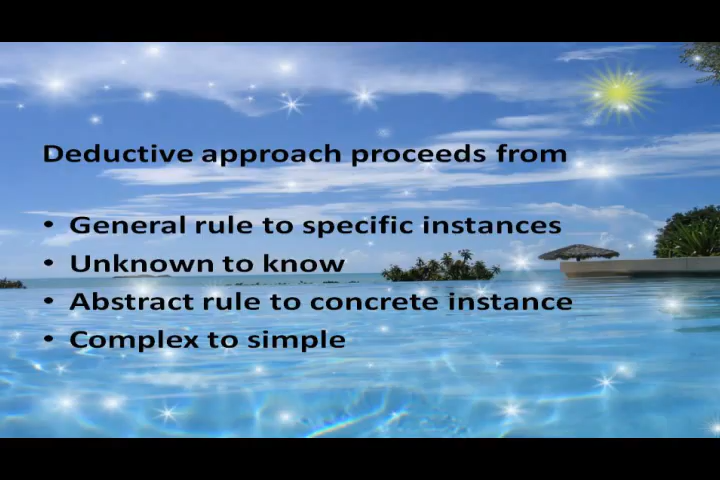 Deductive approach proceeds from
• General rule to specific instances
• Unknown to know
• Abstract rule to concrete instance
• Complex to simple